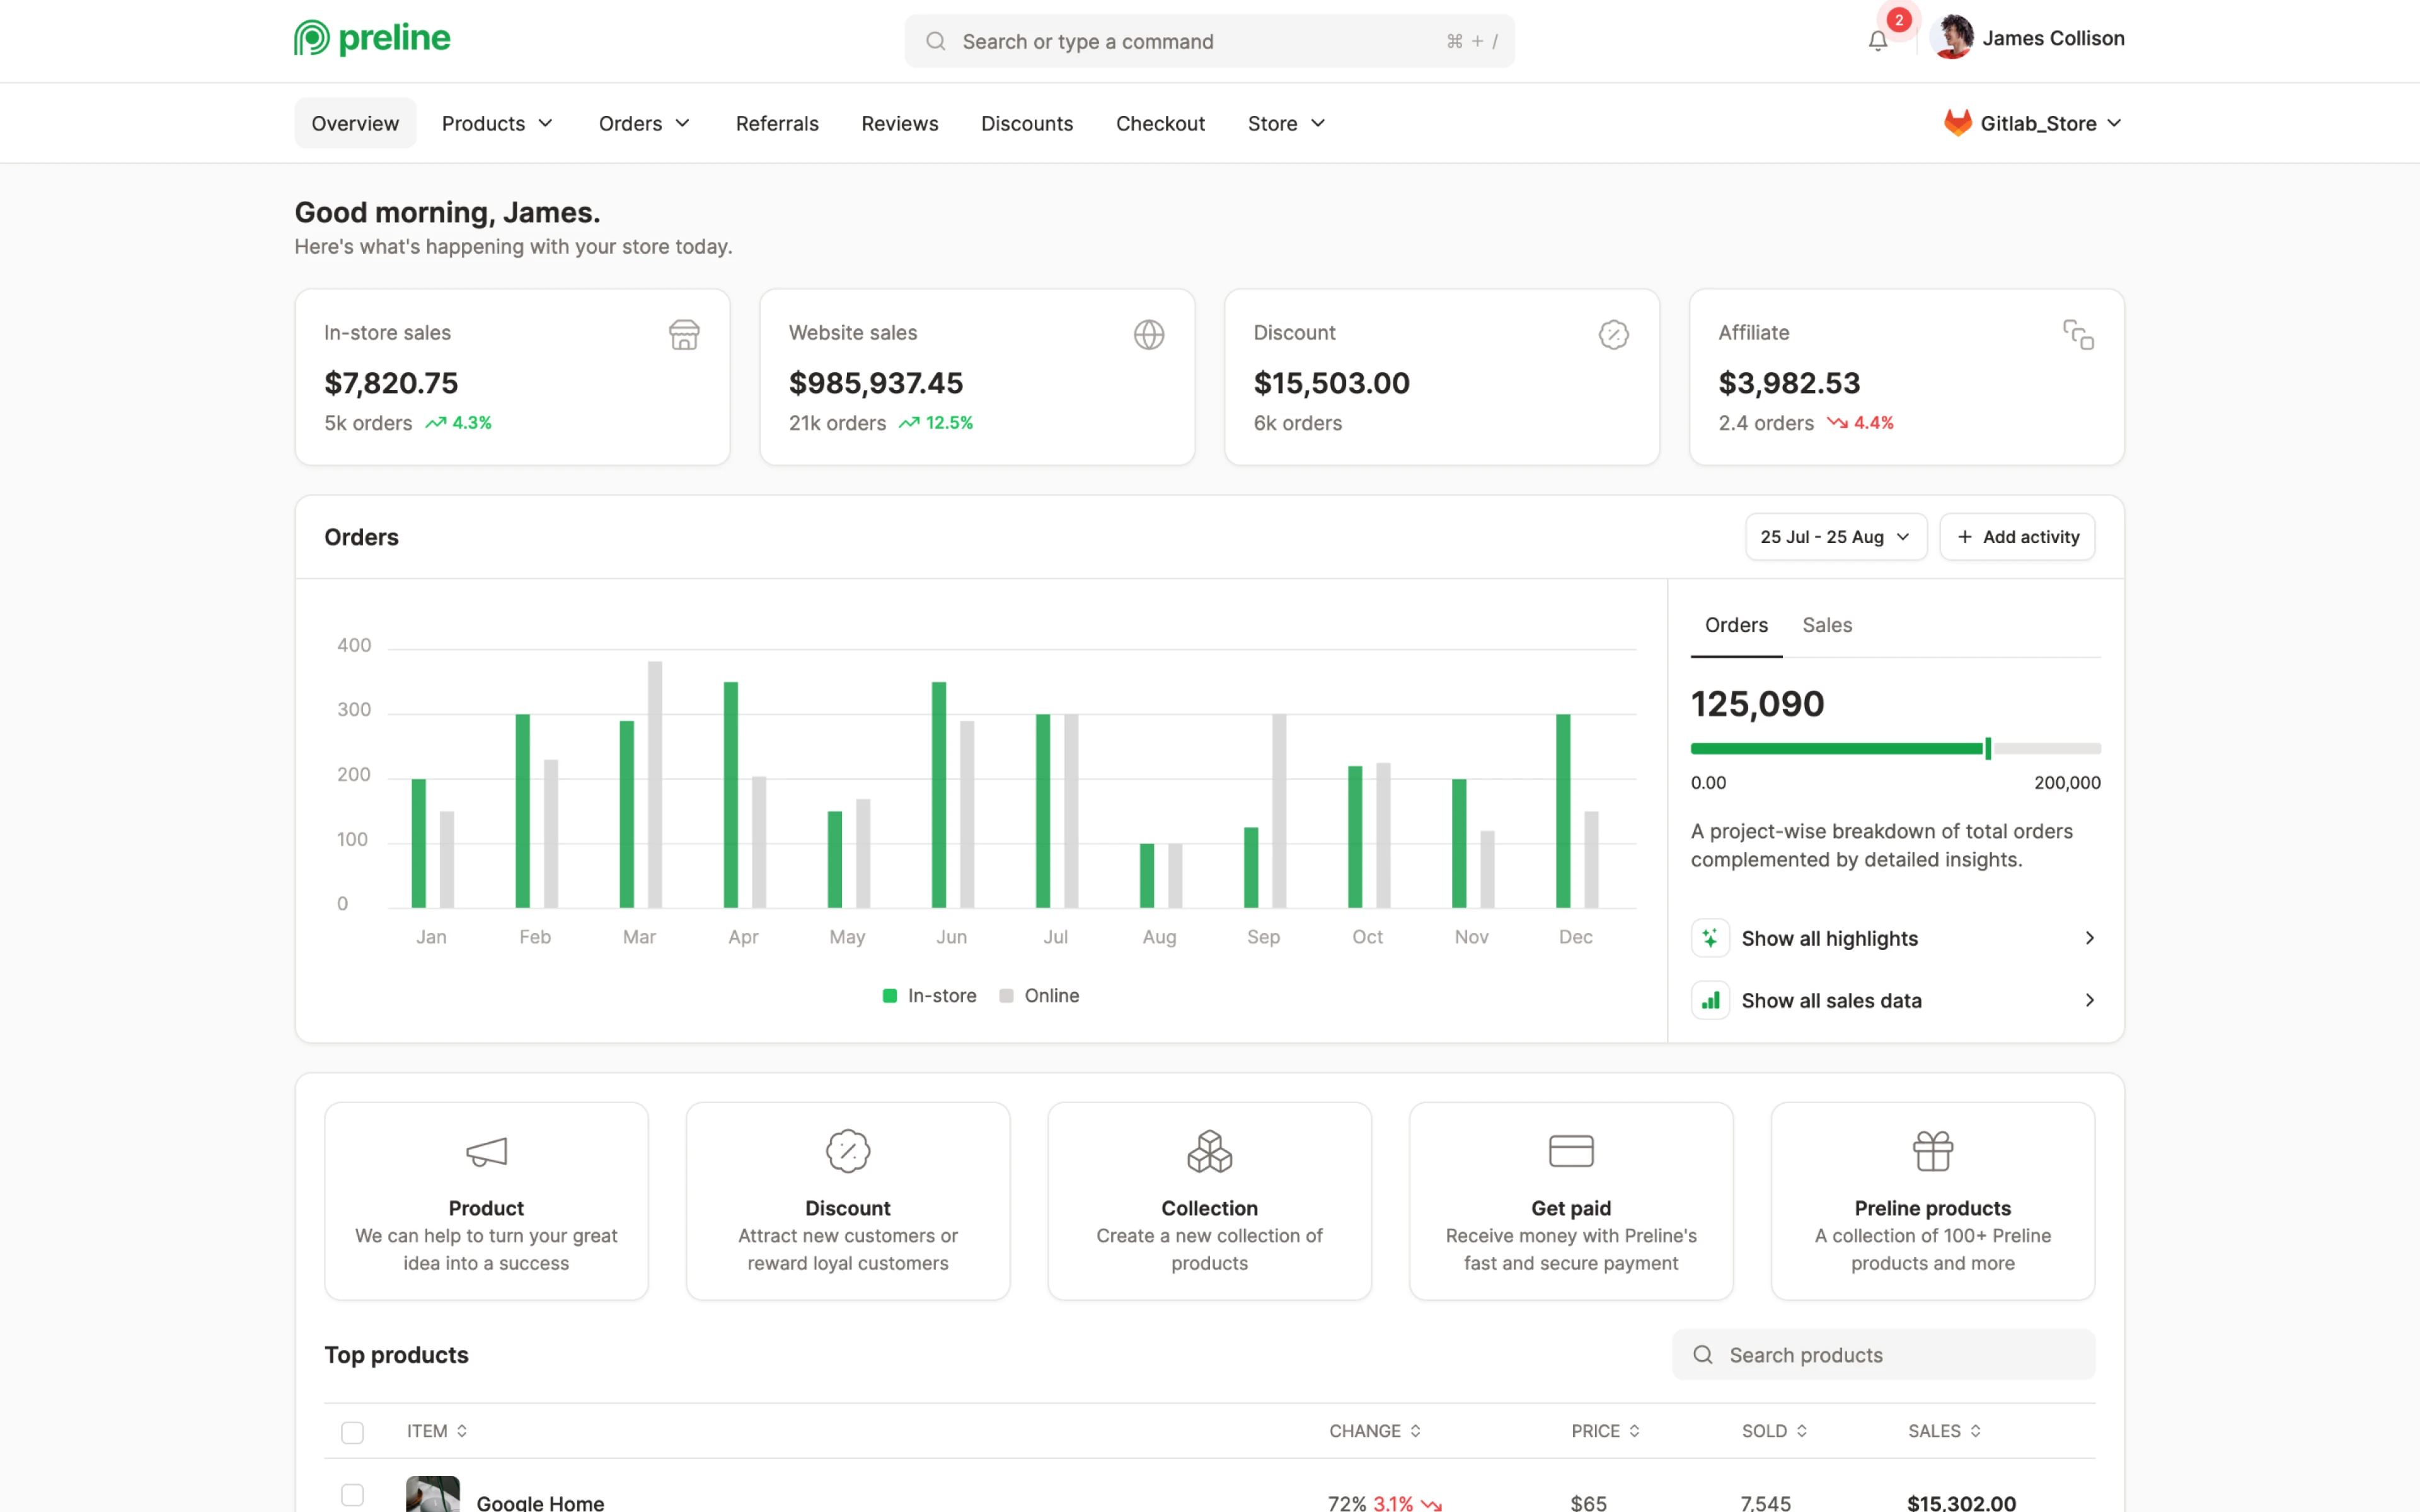 preline
Search or type a command
⌘ + /
2
James Collison
Overview
Products
Orders
Referrals
Reviews
Discounts
Checkout
Store
Gitlab_Store
Good morning, James.
Here's what's happening with your store today.
In-store sales
$7,820.75
5k orders 4.3%
Website sales
$985,937.45
21k orders 12.5%
Discount
$15,503.00
6k orders
Affiliate
$3,982.53
2.4 orders 4.4%
Orders
25 Jul - 25 Aug
+ Add activity
400
300
200
100
0
Jan Feb Mar Apr May Jun Jul Aug Sep Oct Nov Dec
In-store Online
Orders Sales
125,090
0.00 200,000
A project-wise breakdown of total orders
complemented by detailed insights.
Show all highlights
Show all sales data
Product
We can help to turn your great
idea into a success
Discount
Attract new customers or
reward loyal customers
Collection
Create a new collection of
products
Get paid
Receive money with Preline's
fast and secure payment
Preline products
A collection of 100+ Preline
products and more
Top products
Search products
ITEM CHANGE PRICE SOLD SALES
Google Home 72% 3.1% $65 7,545 $15,302.00